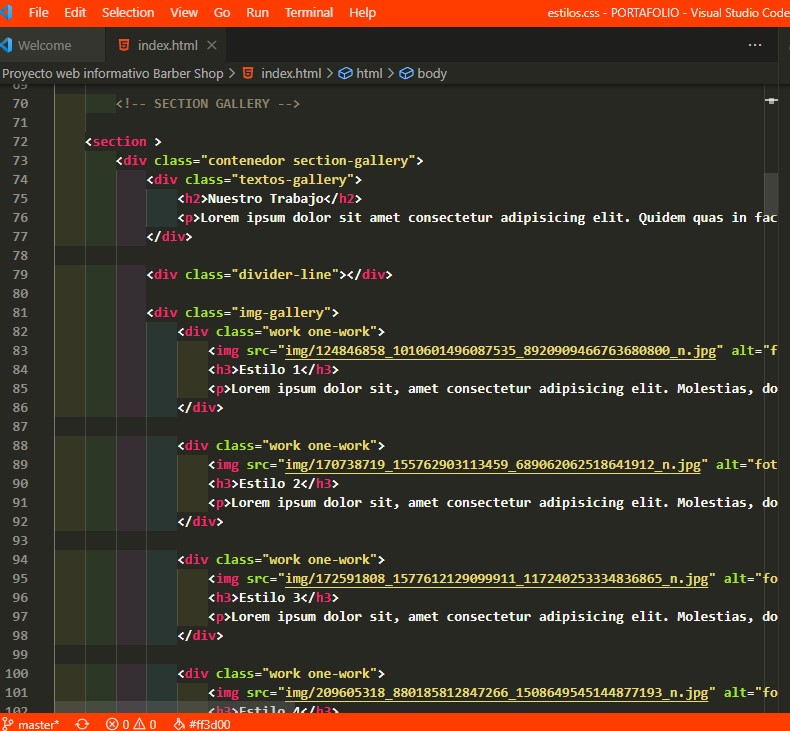 File Edit Selection View Go Run Terminal Help estilos.css - PORTAFOLIO - Visual Studio Code
Welcome index.html ×
Proyecto web informativo Barber Shop > index.html > html > body
69
70 <!-- SECTION GALLERY -->
71
72 <section >
73 <div class="contenedor section-gallery">
74 <div class="textos-gallery">
75 <h2>Nuestro Trabajo</h2>
76 <p>Lorem ipsum dolor sit amet consectetur adipisicing elit. Quidem quas in fac
77 </div>
78
79 <div class="divider-line"></div>
80
81 <div class="img-gallery">
82 <div class="work one-work">
83 <img src="img/124846858_1010601496087535_8920909466763680800_n.jpg" alt="f
84 <h3>Estilo 1</h3>
85 <p>Lorem ipsum dolor sit, amet consectetur adipisicing elit. Molestias, do
86 </div>
87
88 <div class="work one-work">
89 <img src="img/170738719_155762903113459_689062062518641912_n.jpg" alt="fot
90 <h3>Estilo 2</h3>
91 <p>Lorem ipsum dolor sit, amet consectetur adipisicing elit. Molestias, do
92 </div>
93
94 <div class="work one-work">
95 <img src="img/172591808_1577612129099911_117240253334836865_n.jpg" alt="fo
96 <h3>Estilo 3</h3>
97 <p>Lorem ipsum dolor sit, amet consectetur adipisicing elit. Molestias, do
98 </div>
99
100 <div class="work one-work">
101 <img src="img/209605318_880185812847266_1508649545144877193_n.jpg" alt="fo
102 <h3>Estilo 4</h3>
master* 0 0 #ff3d00